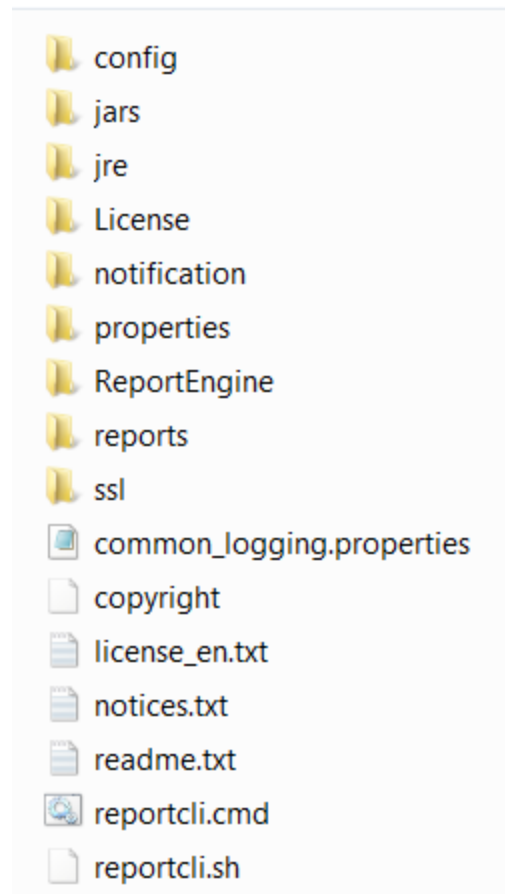 config
jars
jre
License
notification
properties
ReportEngine
reports
ssl
common_logging.properties
copyright
license_en.txt
notices.txt
readme.txt
reportcli.cmd
reportcli.sh